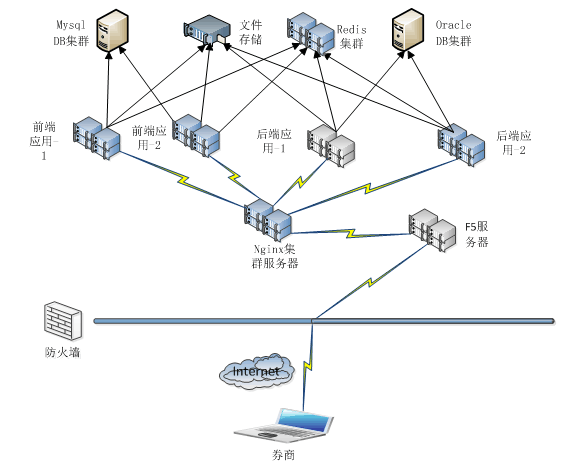 Mysql
DB集群
文件
存储
Redis
集群
Oracle
DB集群
前端
应用-
1
前端应
用-2
后端应
用-1
后端应
用-2
Nginx集
群服务器
F5服
务器
防火墙
Internet
券商